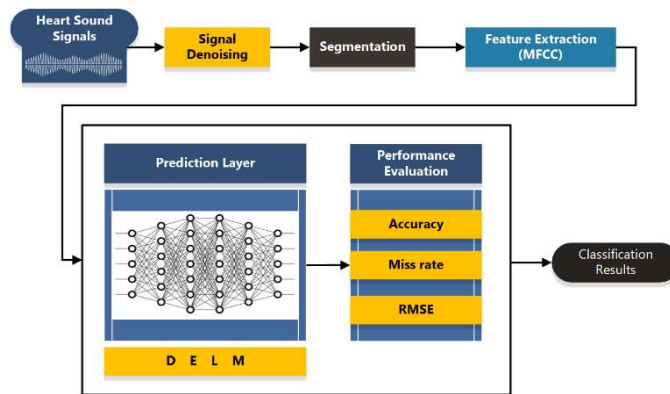 Heart Sound
Signals
Signal
Denoising
Segmentation
Feature Extraction
(MFCC)
Prediction Layer
Performance
Evaluation
Accuracy
Miss rate
RMSE
D E L M
Classification
Results